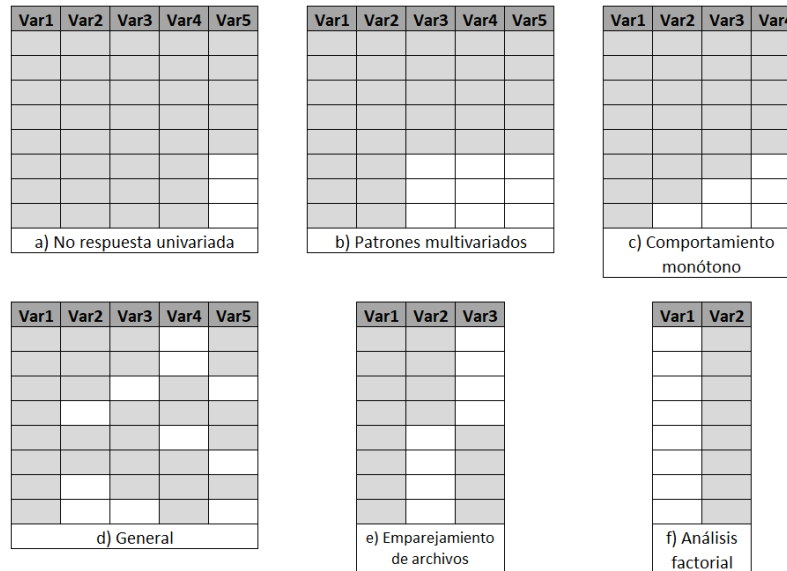 Var1 Var2 Var3 Var4 Var5
a) No respuesta univariada
Var1 Var2 Var3 Var4 Var5
b) Patrones multivariados
Var1 Var2 Var3 Var4
c) Comportamiento
monótono
Var1 Var2 Var3 Var4 Var5
d) General
Var1 Var2 Var3
e) Emparejamiento
de archivos
Var1 Var2
f) Análisis
factorial